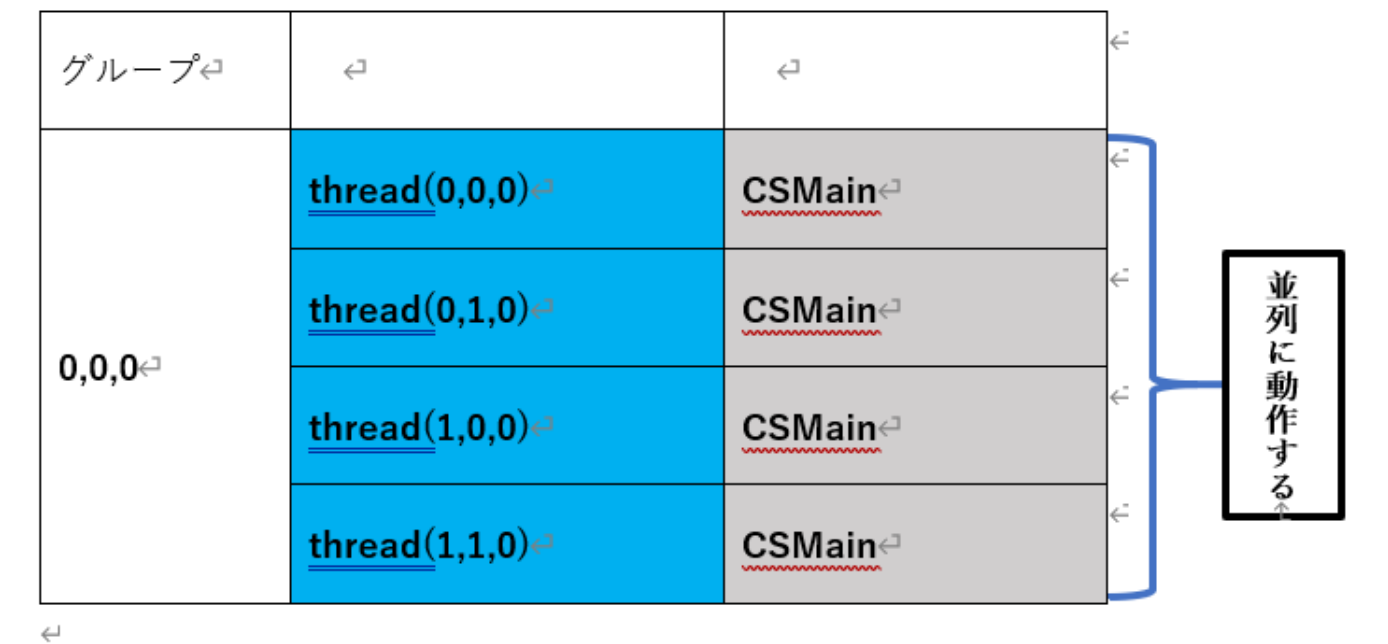 グループ
thread(0,0,0)
CSMain
thread(0,1,0)
CSMain
0,0,0
thread(1,0,0)
CSMain
thread(1,1,0)
CSMain
並列に動作する